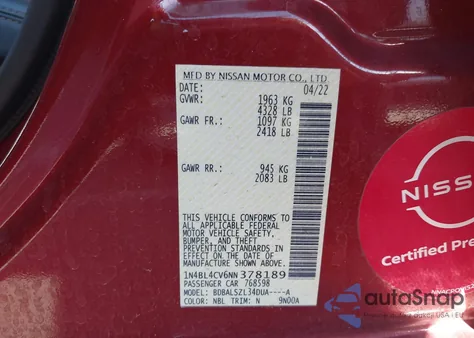 MFD BY NISSAN MOTOR CO., LTD.
DATE: 04/22
GVWR: 1963 KG
4328 LB
GAWR FR: 1097 KG
2418 LB
GAWR RR: 945 KG
2083 LB
THIS VEHICLE CONFORMS TO
ALL APPLICABLE FEDERAL
MOTOR VEHICLE SAFETY,
BUMPER, AND THEFT
PREVENTION STANDARDS IN
EFFECT ON THE DATE OF
MANUFACTURE SHOWN ABOVE.
1N4BL4CV6NN378189
PASSENGER CAR 768598
MODEL: BDBALSZL34DUA----A
COLOR: NBL TRIM: N 9N00A
NISS
Certified Pre
autoSnap